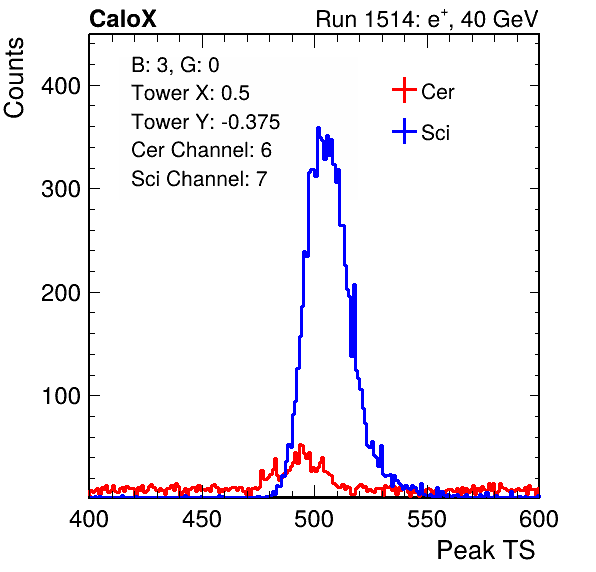 CaloX Run 1514: e⁺, 40 GeV
Counts
B: 3, G: 0
Tower X: 0.5
Tower Y: -0.375
Cer Channel: 6
Sci Channel: 7
Cer
Sci
400
300
200
100
400 450 500 550 600
Peak TS